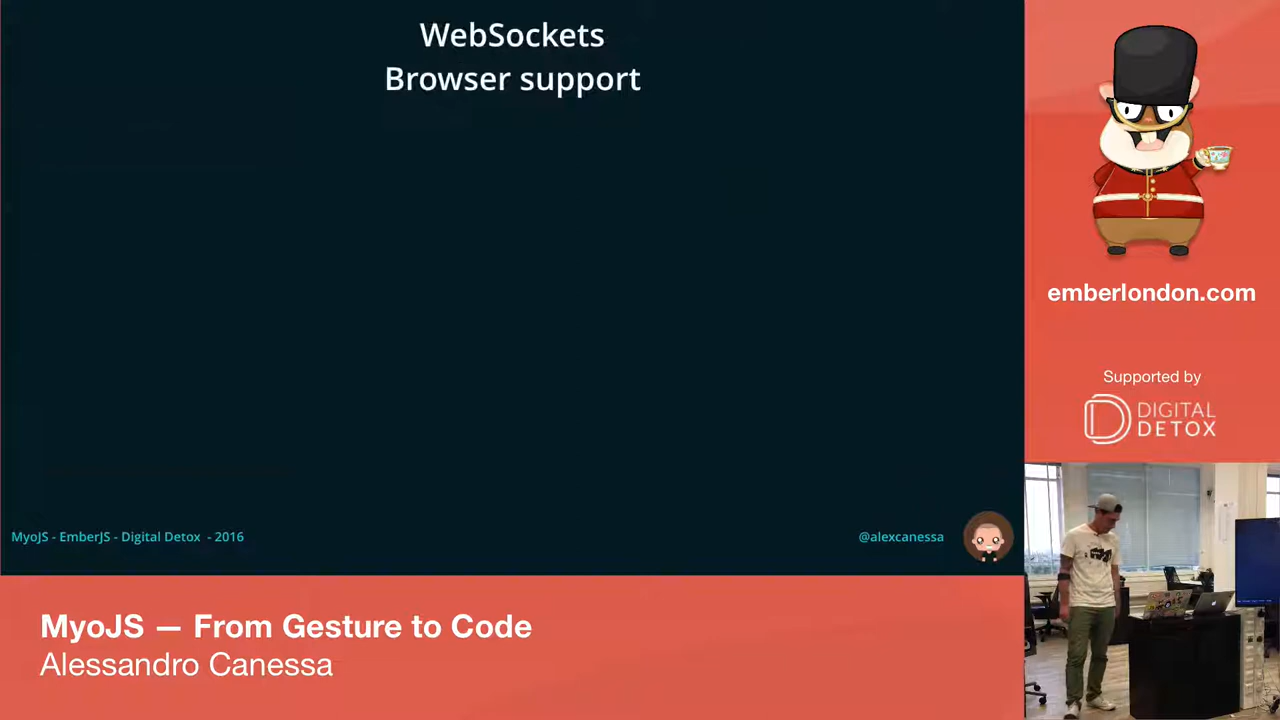 WebSockets
Browser support
MyoJS - EmberJS - Digital Detox - 2016
@alexcanessa
MyoJS — From Gesture to Code
Alessandro Canessa
emberlondon.com
Supported by
DIGITAL
DETOX